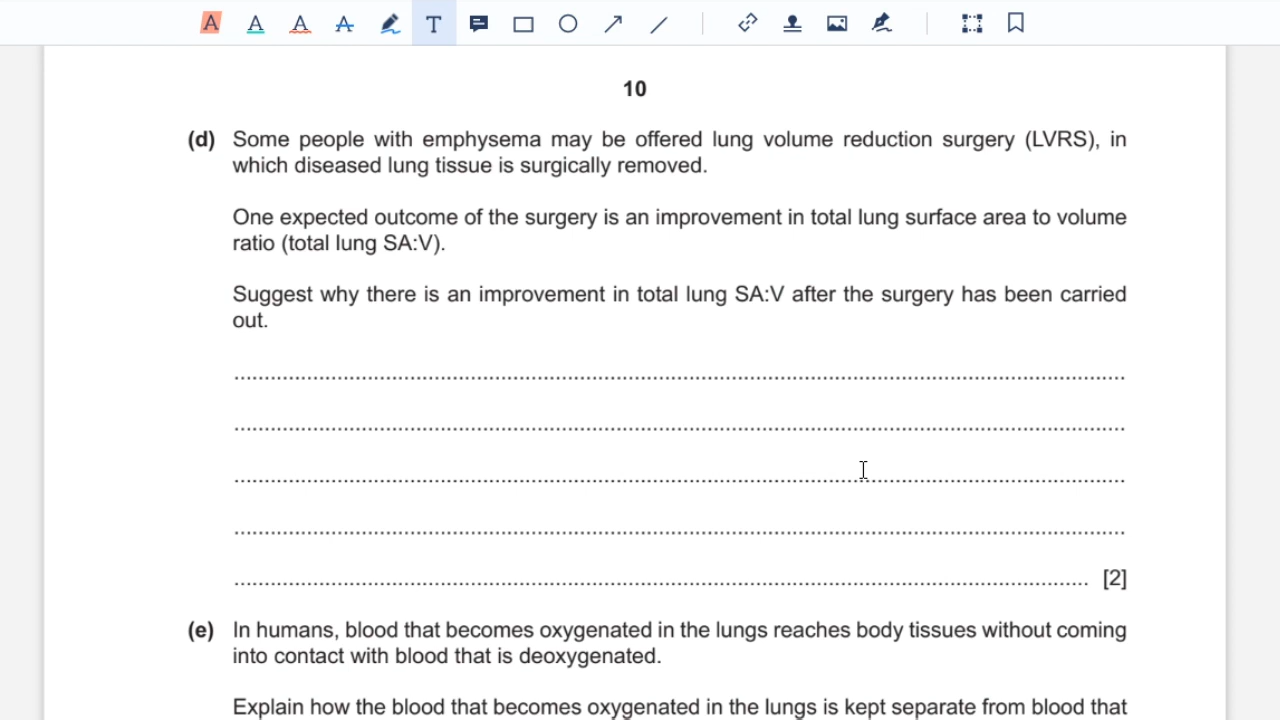 10
(d) Some people with emphysema may be offered lung volume reduction surgery (LVRS), in
which diseased lung tissue is surgically removed.
One expected outcome of the surgery is an improvement in total lung surface area to volume
ratio (total lung SA:V).
Suggest why there is an improvement in total lung SA:V after the surgery has been carried
out.
[2]
(e) In humans, blood that becomes oxygenated in the lungs reaches body tissues without coming
into contact with blood that is deoxygenated.
Explain how the blood that becomes oxygenated in the lungs is kept separate from blood that